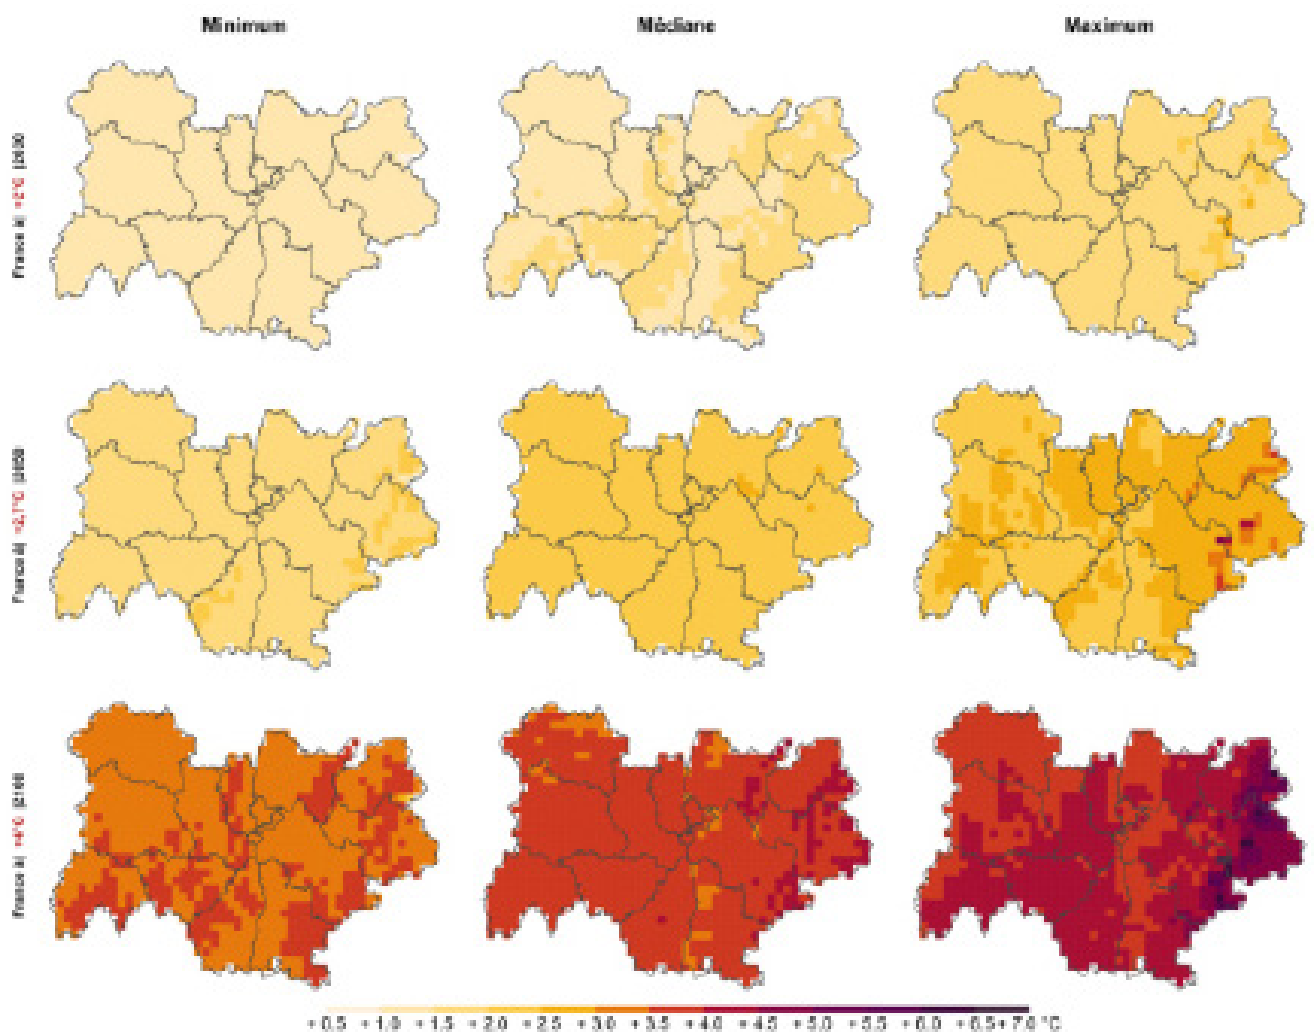 Minimum Médiane Maximum
France à| +2°C |2030
France à| +2,7°C |2050
France à| +4°C |2100
+ 0,5 + 1,0 + 1,5 + 2,0 + 2,5 + 3,0 + 3,5 + 4,0 + 4,5 + 5,0 + 5,5 + 6,0 + 6,5 + 7,0 °C